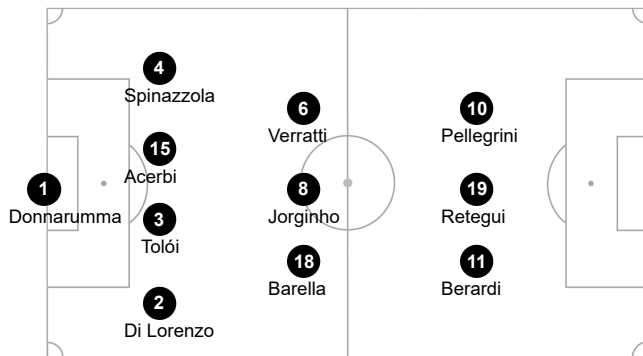 4
Spinazzola
6
Verratti
10
Pellegrini
15
Acerbi
1
Donnarumma
8
Jorginho
19
Retegui
3
Tolói
18
Barella
11
Berardi
2
Di Lorenzo